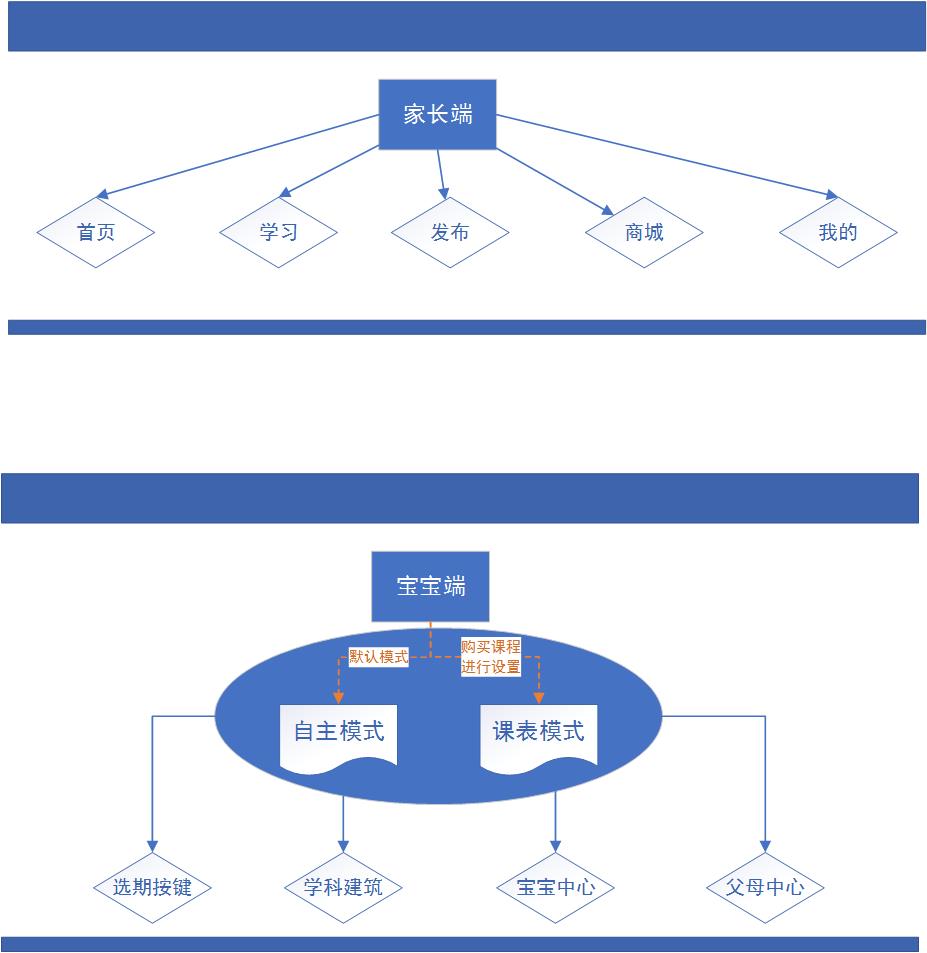 家长端
首页
学习
发布
商城
我的
宝宝端
默认模式
购买课程
进行设置
自主模式
课表模式
选期按键
学科建筑
宝宝中心
父母中心